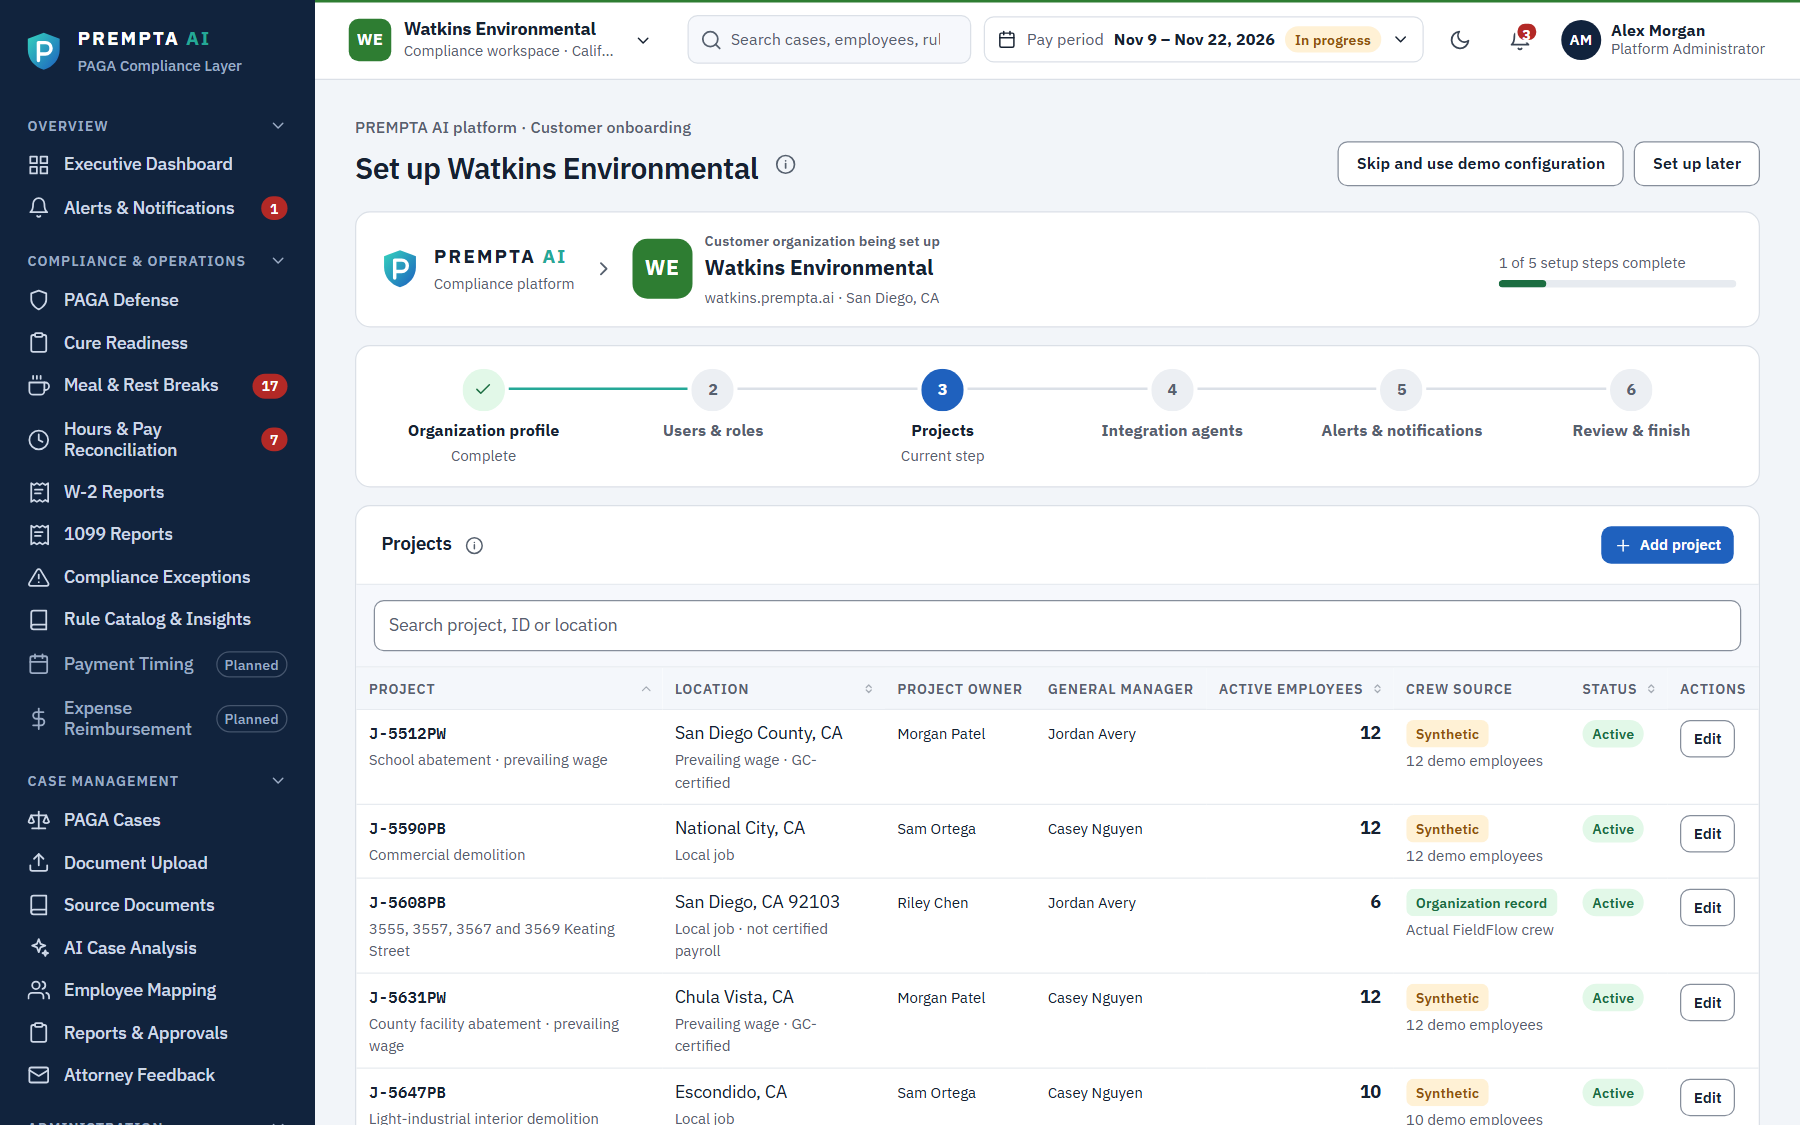 PREMPTA AI
PAGA Compliance Layer
OVERVIEW
Executive Dashboard
Alerts & Notifications 1
COMPLIANCE & OPERATIONS
PAGA Defense
Cure Readiness
Meal & Rest Breaks 17
Hours & Pay
Reconciliation 7
W-2 Reports
1099 Reports
Compliance Exceptions
Rule Catalog & Insights
Payment Timing Planned
Expense
Reimbursement Planned
CASE MANAGEMENT
PAGA Cases
Document Upload
Source Documents
AI Case Analysis
Employee Mapping
Reports & Approvals
Attorney Feedback
WE
Watkins Environmental
Compliance workspace · Calif...
Search cases, employees, rul
Pay period Nov 9 – Nov 22, 2026 In progress
3
AM
Alex Morgan
Platform Administrator
PREMPTA AI platform · Customer onboarding
Set up Watkins Environmental
Skip and use demo configuration
Set up later
PREMPTA AI
Compliance platform
WE
Customer organization being set up
Watkins Environmental
watkins.prempta.ai · San Diego, CA
1 of 5 setup steps complete
2 3 4 5 6
Organization profile Users & roles Projects Integration agents Alerts & notifications Review & finish
Complete Current step
Projects
Add project
Search project, ID or location
PROJECT LOCATION PROJECT OWNER GENERAL MANAGER ACTIVE EMPLOYEES CREW SOURCE STATUS ACTIONS
J-5512PW San Diego County, CA Morgan Patel Jordan Avery 12 Synthetic Active Edit
School abatement · prevailing wage Prevailing wage · GC- 12 demo employees
certified
J-5590PB National City, CA Sam Ortega Casey Nguyen 12 Synthetic Active Edit
Commercial demolition Local job 12 demo employees
J-5608PB San Diego, CA 92103 Riley Chen Jordan Avery 6 Organization record Active Edit
3555, 3557, 3567 and 3569 Keating Local job · not certified Actual FieldFlow crew
Street payroll
J-5631PW Chula Vista, CA Morgan Patel Casey Nguyen 12 Synthetic Active Edit
County facility abatement · prevailing Prevailing wage · GC- 12 demo employees
wage certified
J-5647PB Escondido, CA Sam Ortega Casey Nguyen 10 Synthetic Active Edit
Light-industrial interior demolition Local job 10 demo employees